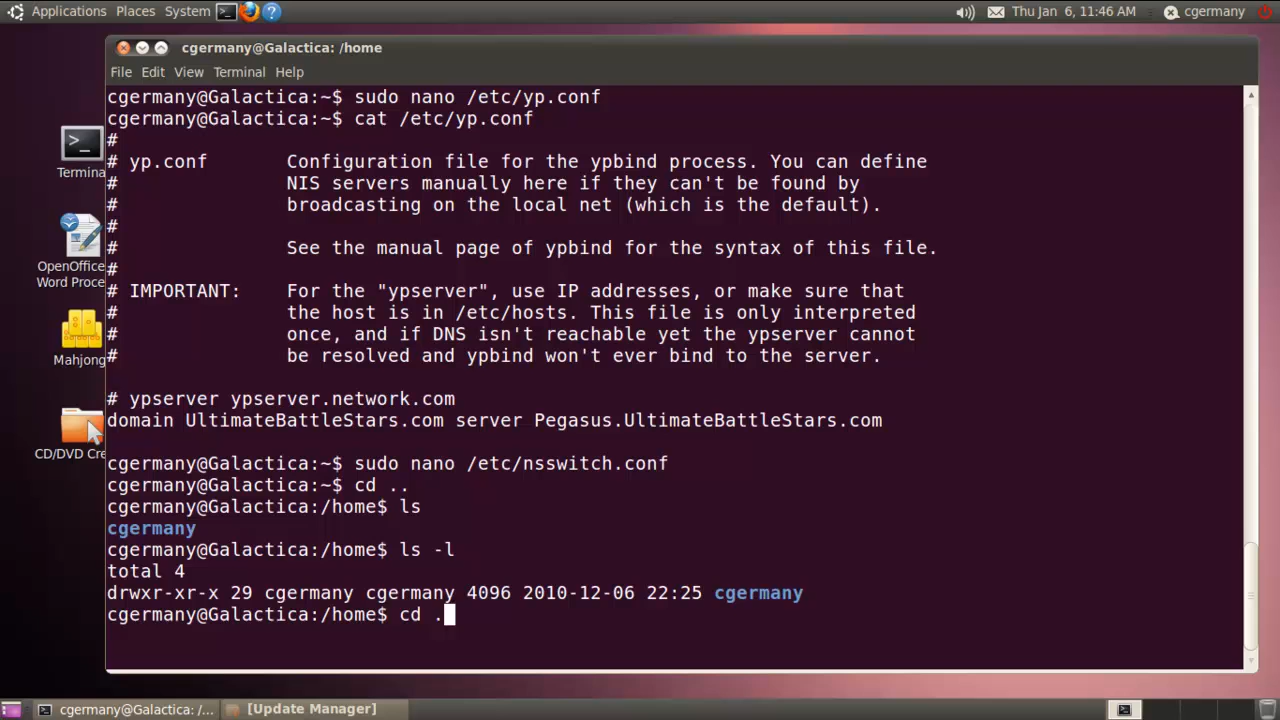 Applications Places System Thu Jan 6, 11:46 AM cgermany
cgermany@Galactica: /home
File Edit View Terminal Help
cgermany@Galactica:~$ sudo nano /etc/yp.conf
cgermany@Galactica:~$ cat /etc/yp.conf
#
# yp.conf Configuration file for the ypbind process. You can define
# NIS servers manually here if they can't be found by
# broadcasting on the local net (which is the default).
#
# See the manual page of ypbind for the syntax of this file.
#
# IMPORTANT: For the "ypserver", use IP addresses, or make sure that
# the host is in /etc/hosts. This file is only interpreted
# once, and if DNS isn't reachable yet the ypserver cannot
# be resolved and ypbind won't ever bind to the server.
# ypserver ypserver.network.com
domain UltimateBattleStars.com server Pegasus.UltimateBattleStars.com
cgermany@Galactica:~$ sudo nano /etc/nsswitch.conf
cgermany@Galactica:~$ cd ..
cgermany@Galactica:/home$ ls
cgermany
cgermany@Galactica:/home$ ls -l
total 4
drwxr-xr-x 29 cgermany cgermany 4096 2010-12-06 22:25 cgermany
cgermany@Galactica:/home$ cd .
Termina
OpenOffice
Word Proce
Mahjong
CD/DVD Cre
cgermany@Galactica: /... [Update Manager]